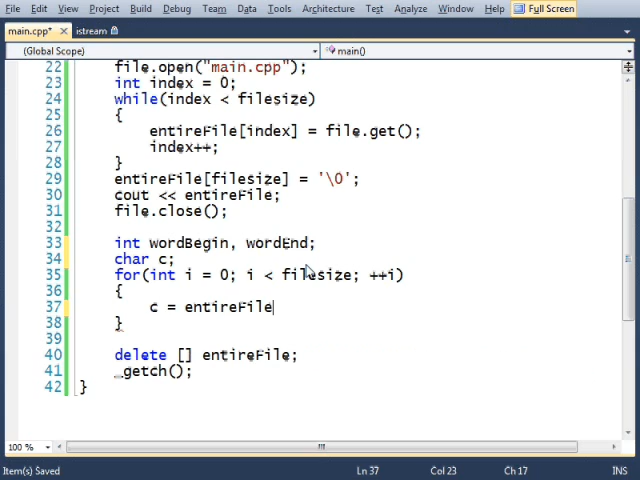 File Edit View Project Build Debug Team Data Tools Architecture Test Analyze Window Help Full Screen
main.cpp* istream
(Global Scope) main()
22 file.open("main.cpp");
23 int index = 0;
24 while(index < filesize)
25 {
26 entireFile[index] = file.get();
27 index++;
28 }
29 entireFile[filesize] = '\0';
30 cout << entireFile;
31 file.close();
32
33 int wordBegin, wordEnd;
34 char c;
35 for(int i = 0; i < filesize; ++i)
36 {
37 c = entireFile
38 }
39
40 delete [] entireFile;
41 _getch();
42 }
100 %
Item(s) Saved Ln 37 Col 23 Ch 17 INS